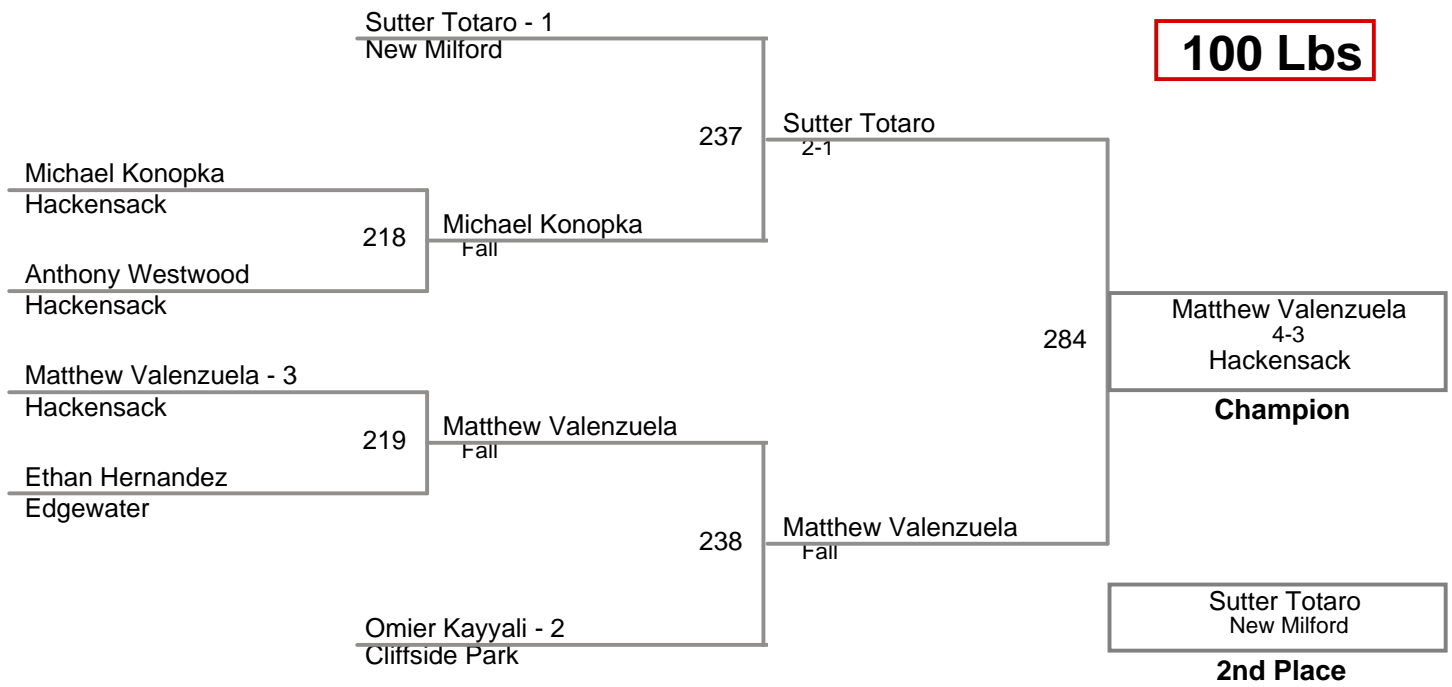 Sutter Totaro - 1
New Milford
100 Lbs
237
Sutter Totaro
2-1
Michael Konopka
Hackensack
218
Michael Konopka
Fall
Anthony Westwood
Hackensack
Matthew Valenzuela
4-3
Hackensack
Champion
284
Matthew Valenzuela - 3
Hackensack
219
Matthew Valenzuela
Fall
Ethan Hernandez
Edgewater
238
Matthew Valenzuela
Fall
Omier Kayyali - 2
Cliffside Park
Sutter Totaro
New Milford
2nd Place